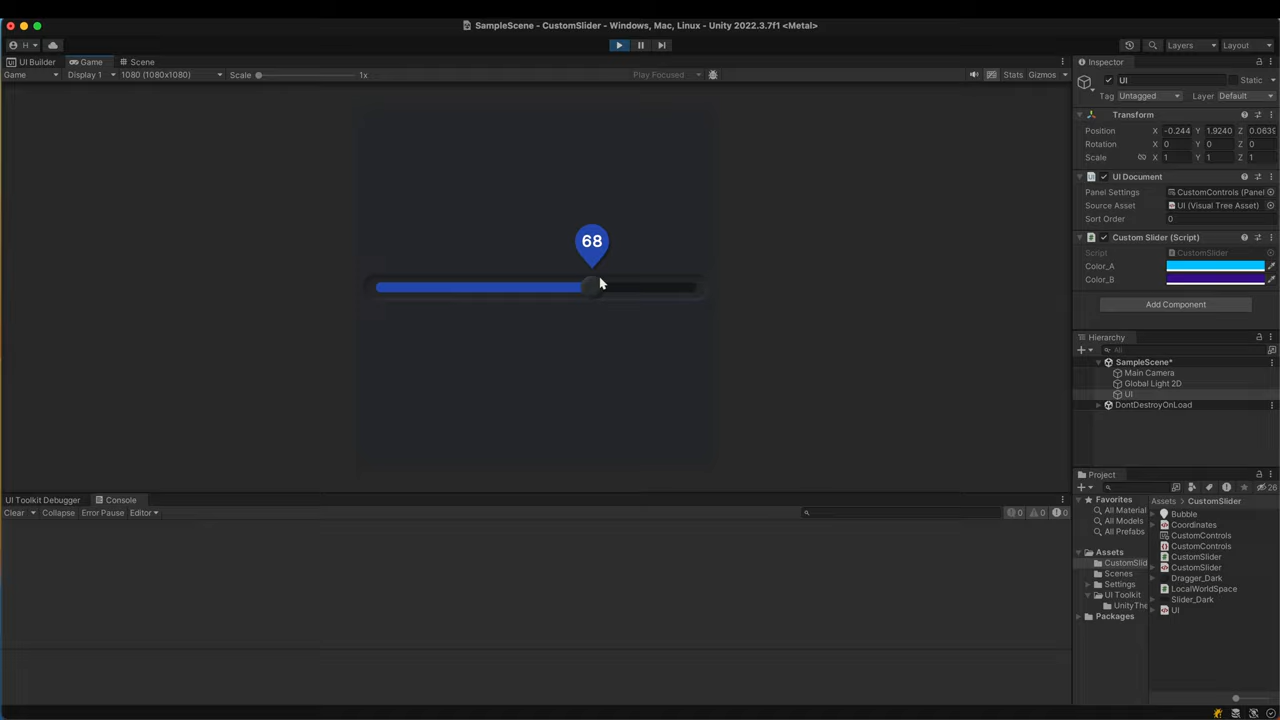 SampleScene - CustomSlider - Windows, Mac, Linux - Unity 2022.3.7f1 <Metal>
H
Layers
Layout
UI Builder
Game
Scene
Game
Display 1
1080 (1080x1080)
Scale
1x
Play Focused
Stats
Gizmos
68
Inspector
UI
Static
Tag
Untagged
Layer
Default
Transform
Position X -0.244 Y 1.9240 Z 0.0639
Rotation X 0 Y 0 Z 0
Scale X 1 Y 1 Z 1
UI Document
Panel Settings
CustomControls (Panel
Source Asset
UI (Visual Tree Asset)
Sort Order
0
Custom Slider (Script)
Script
CustomSlider
Color_A
Color_B
Add Component
Hierarchy
All
SampleScene*
Main Camera
Global Light 2D
UI
DontDestroyOnLoad
UI Toolkit Debugger
Console
Clear
Collapse
Error Pause
Editor
0
0
0
Project
26
Favorites
All Material
All Models
All Prefabs
Assets
CustomSlid
Scenes
Settings
UI Toolkit
UnityThe
Packages
Assets > CustomSlider
Bubble
Coordinates
CustomControls
CustomControls
CustomSlider
CustomSlider
Dragger_Dark
LocalWorldSpace
Slider_Dark
UI